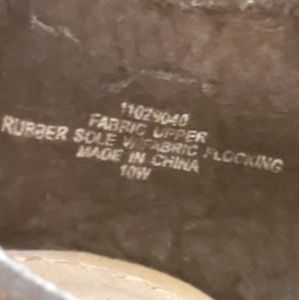 11029040
FABRIC UPPER
RUBBER SOLE W/FABRIC FLOCKING
MADE IN CHINA
10W